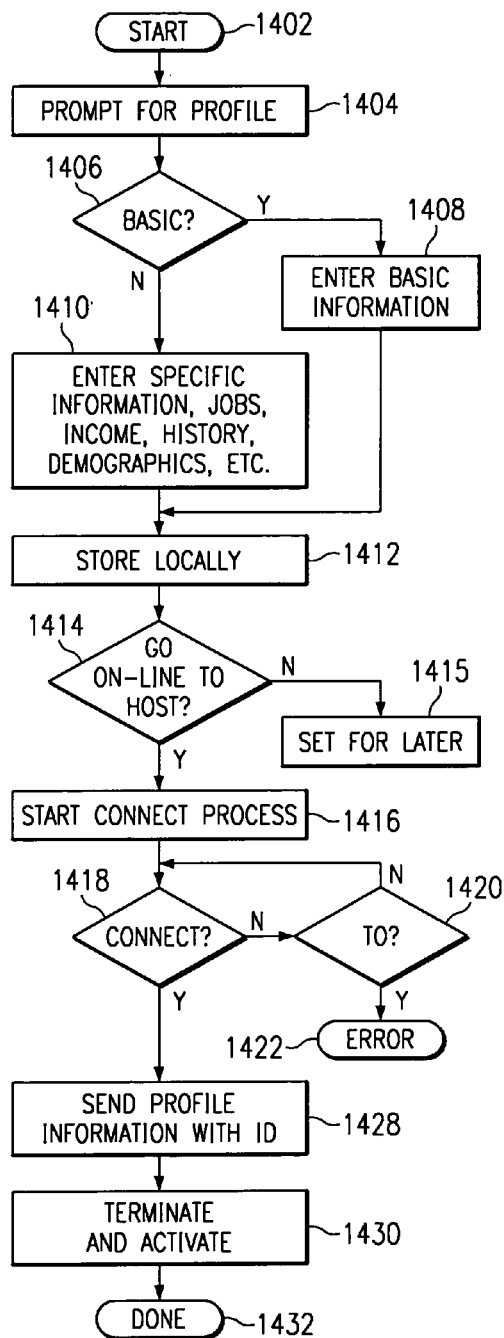 START
1402
PROMPT FOR PROFILE
1404
1406
BASIC?
Y
N
1408
ENTER BASIC
INFORMATION
1410
ENTER SPECIFIC
INFORMATION, JOBS,
INCOME, HISTORY,
DEMOGRAPHICS, ETC.
STORE LOCALLY
1412
1414
GO
ON-LINE TO
HOST?
N
Y
1415
SET FOR LATER
START CONNECT PROCESS
1416
1418
CONNECT?
N
Y
N
1420
TO?
Y
1422
ERROR
SEND PROFILE
INFORMATION WITH ID
1428
TERMINATE
AND ACTIVATE
1430
DONE
1432